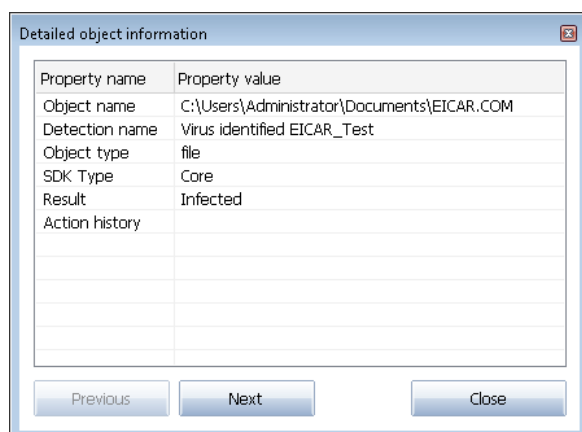 Detailed object information
Property name Property value
Object name C:\Users\Administrator\Documents\EICAR.COM
Detection name Virus identified EICAR_Test
Object type file
SDK Type Core
Result Infected
Action history
Previous Next Close